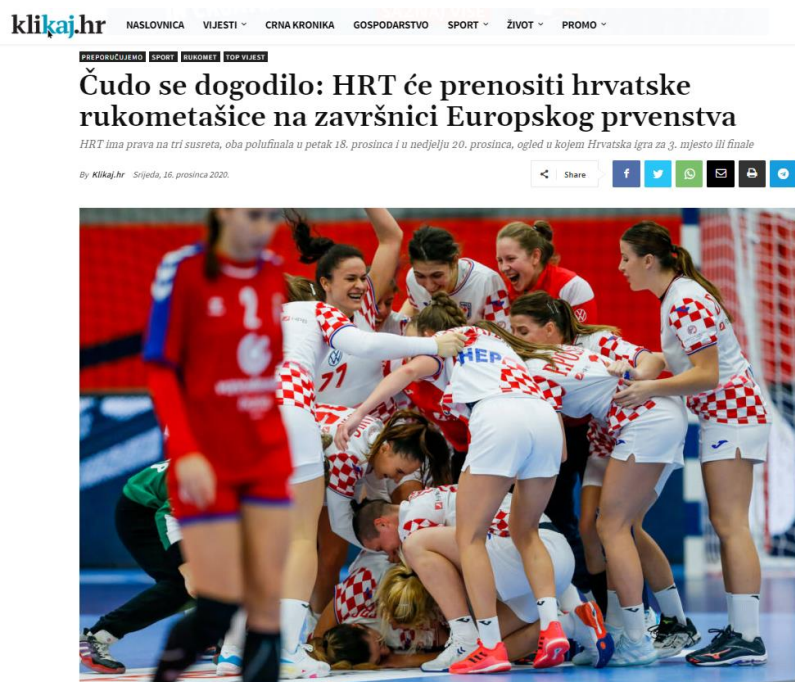 klikaj.hr
NASLOVNICA VIJESTI CRNA KRONIKA GOSPODARSTVO SPORT ŽIVOT PROMO
PREPORUČUJEMO SPORT RUKOMET TOP VIJEST
Čudo se dogodilo: HRT će prenositi hrvatske
rukometašice na završnici Europskog prvenstva
HRT ima prava na tri susreta, oba polufinala u petak 18. prosinca i u nedjelju 20. prosinca, ogled u kojem Hrvatska igra za 3. mjesto ili finale
By Klikaj.hr Srijeda, 16. prosinca 2020.
Share
2
77
HEP